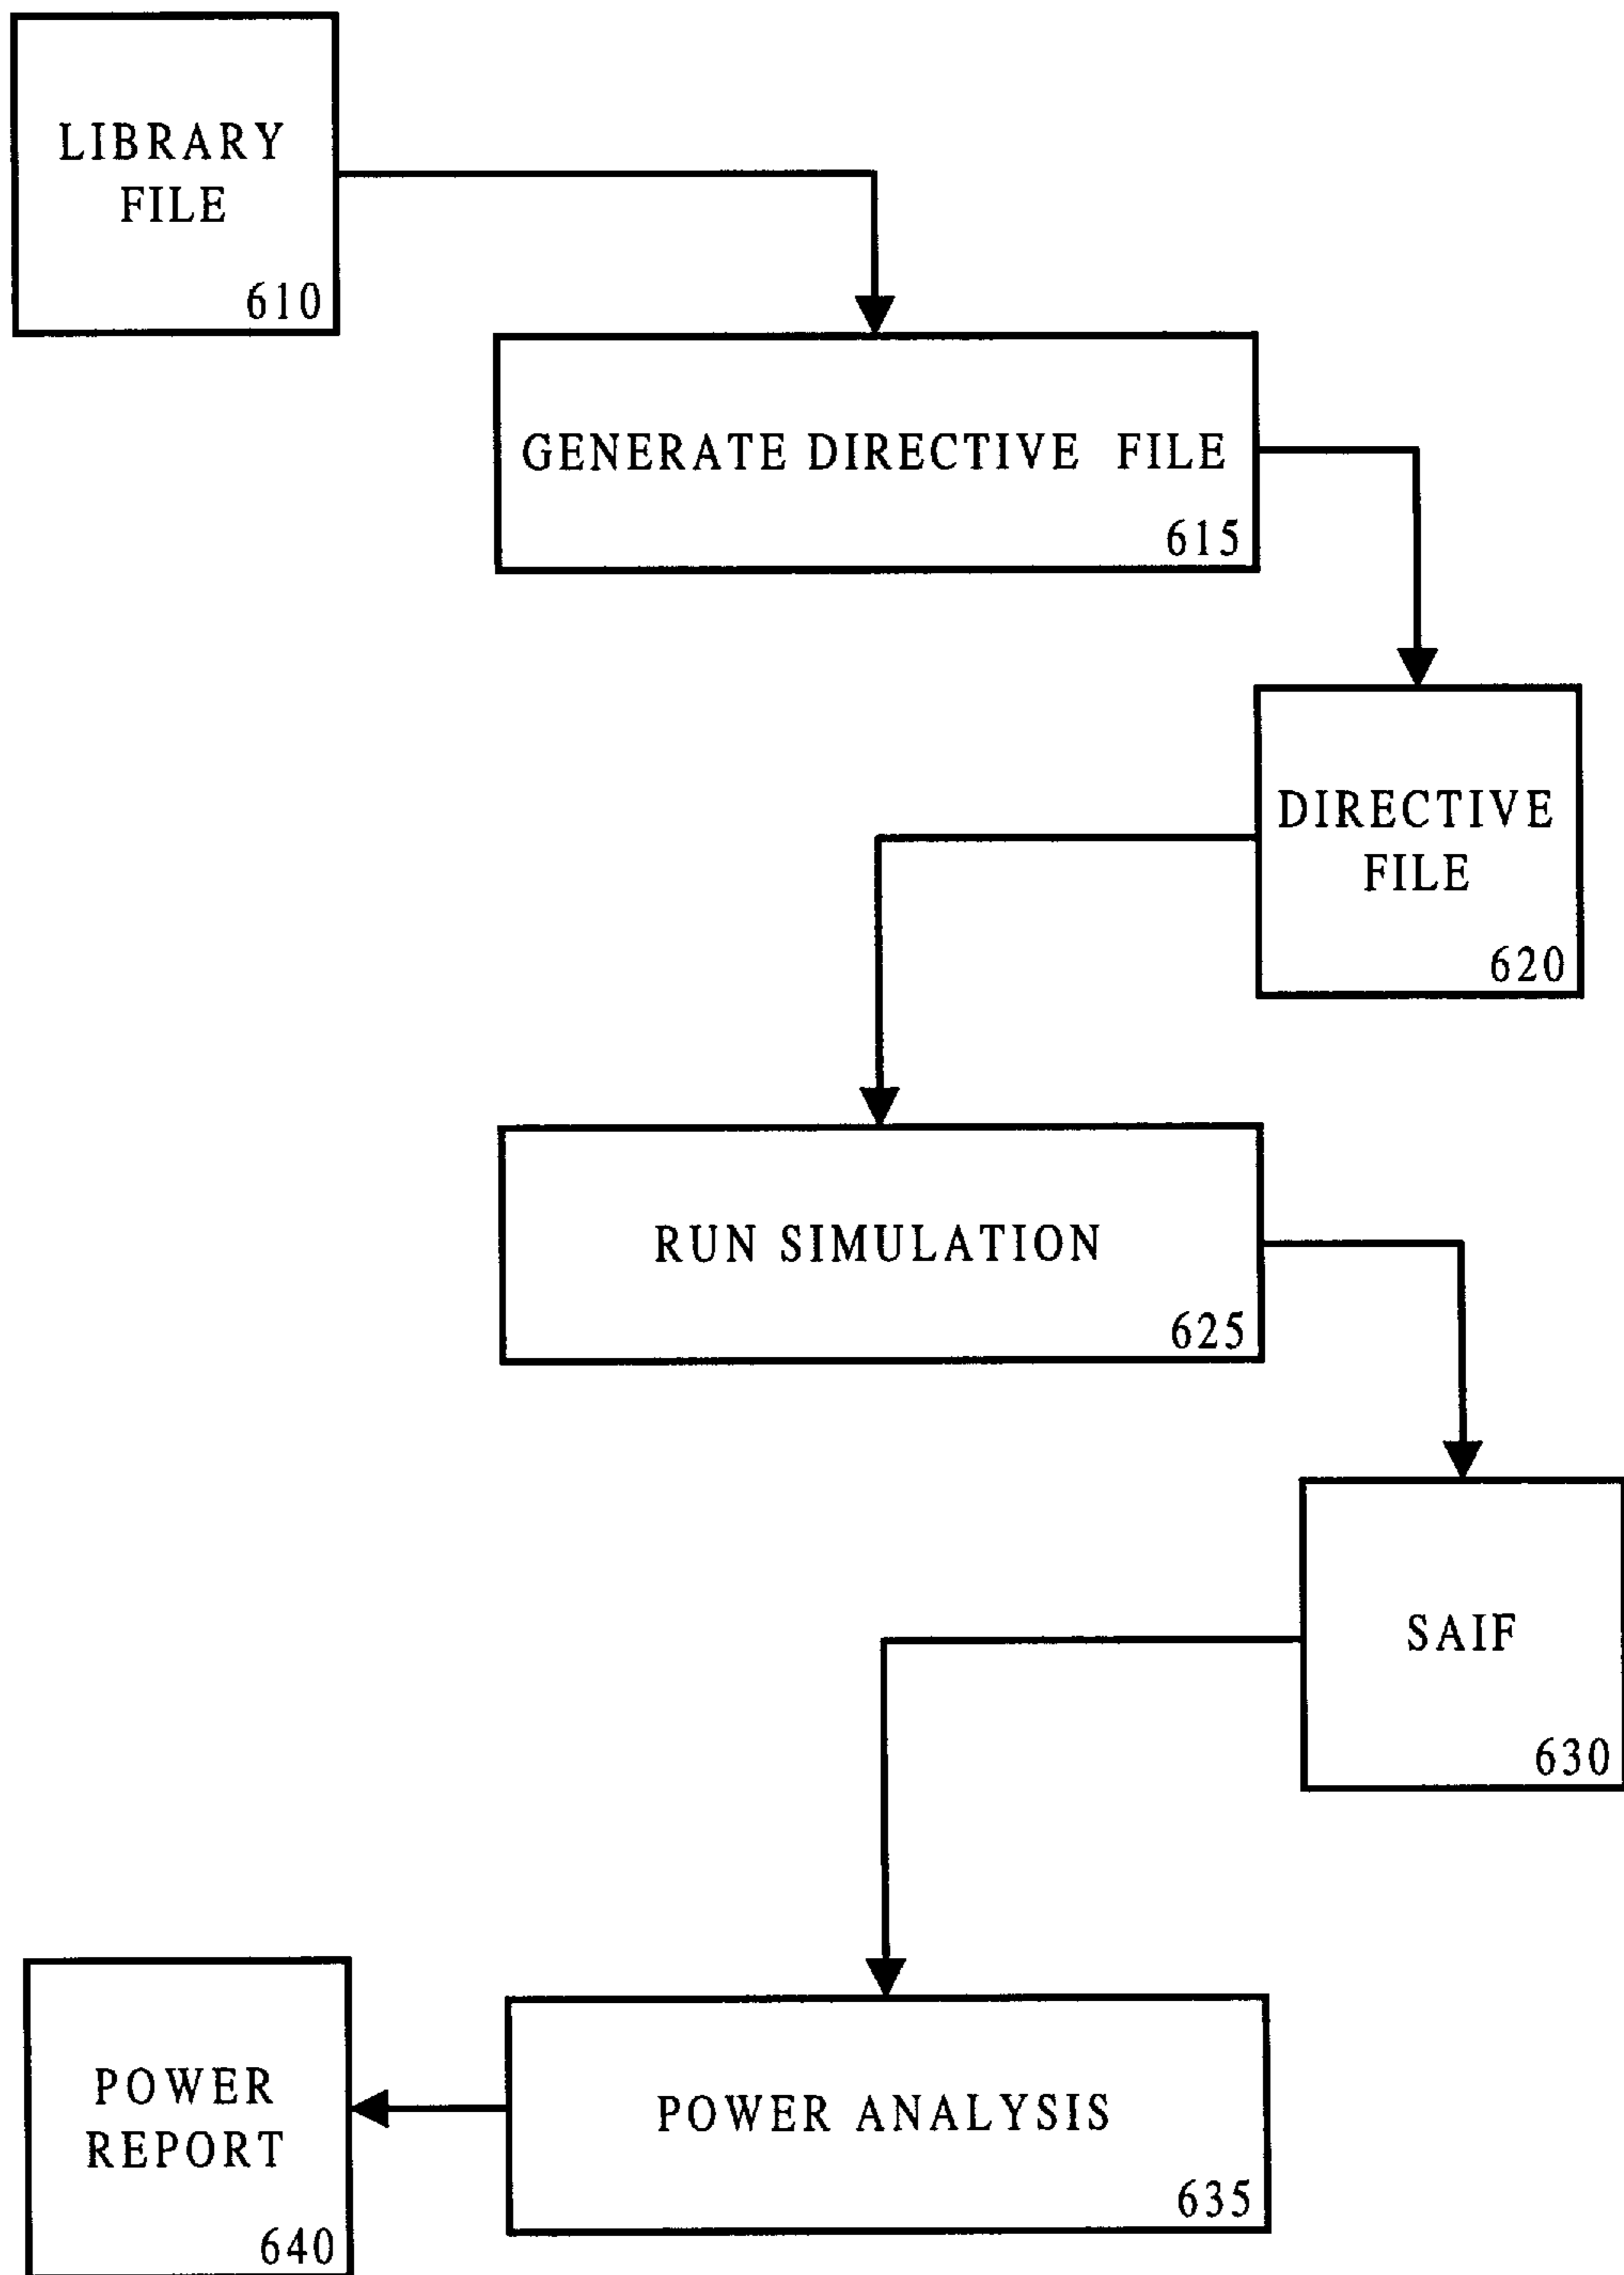 LIBRARY
FILE
610
GENERATE DIRECTIVE FILE
615
DIRECTIVE
FILE
620
RUN SIMULATION
625
SAIF
630
POWER ANALYSIS
635
POWER
REPORT
640